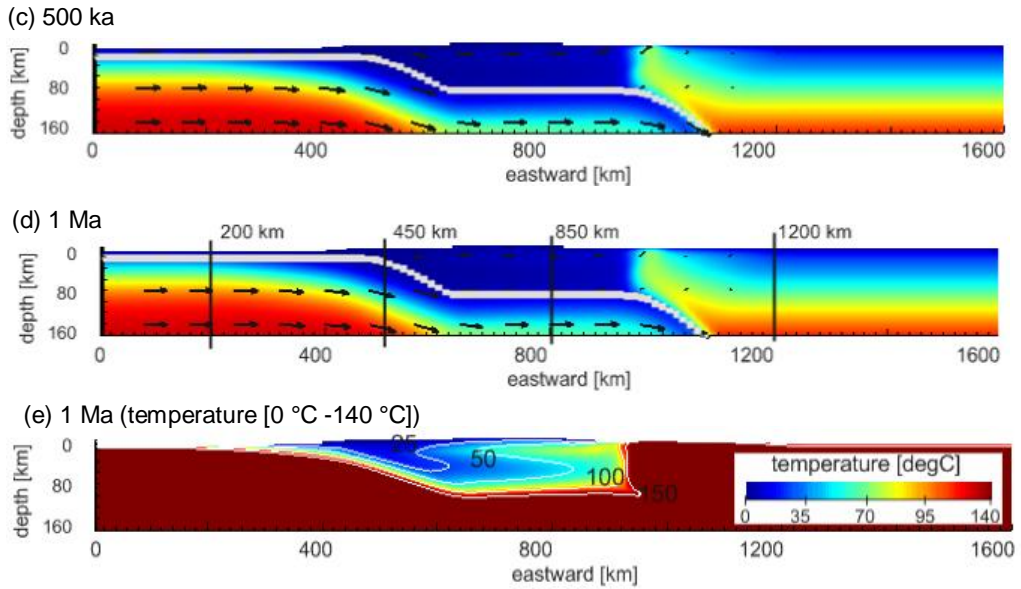 (c) 500 ka
depth [km]
0
80
160
0 400 800 1200 1600
eastward [km]
(d) 1 Ma
200 km 450 km 850 km 1200 km
depth [km]
0
80
160
0 400 800 1200 1600
eastward [km]
(e) 1 Ma (temperature [0 °C -140 °C])
depth [km]
0
80
160
25
50
100
150
temperature [degC]
0 35 70 95 140
0 400 800 1200 1600
eastward [km]